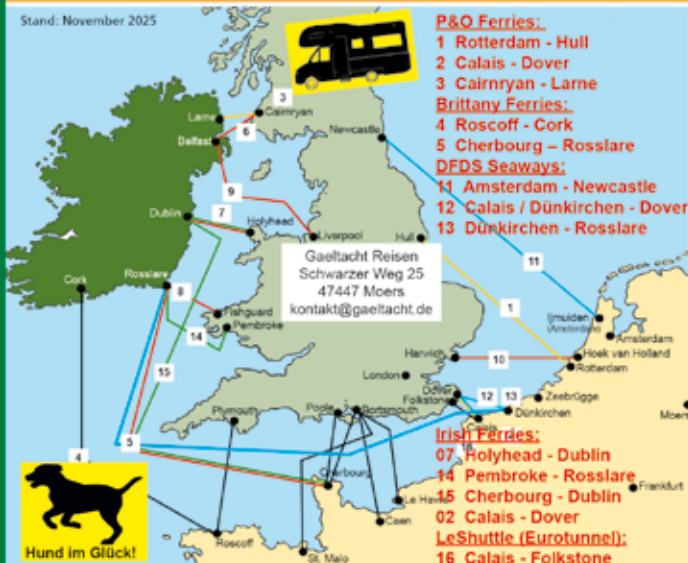 Stand: November 2025
P&O Ferries:
1 Rotterdam - Hull
2 Calais - Dover
3 Cairnryan - Larne
Brittany Ferries:
4 Roscoff - Cork
5 Cherbourg – Rosslare
DFDS Seaways:
11 Amsterdam - Newcastle
12 Calais / Dünkirchen - Dover
13 Dünkirchen - Rosslare
3
Larne
Cairnryan
6
Belfast
Newcastle
9
Dublin
7
Holyhead
Liverpool
Hull
Gaeltacht Reisen
Schwarzer Weg 25
47447 Moers
kontakt@gaeltacht.de
11
Cork
Rosslare
8
Fishguard
Pembroke
14
1
Ijmuiden
(Amsterdam)
Amsterdam
Harwich
10
Hoek van Holland
Rotterdam
15
London
Dover
Folkstone
12
13
Zeebrügge
Dünkirchen
Calais
Moers
Plymouth
Poole
Portsmouth
16
5
4
Cherbourg
Le Havre
Caen
Roscoff
St. Malo
Frankfurt
Irish Ferries:
07 Holyhead - Dublin
14 Pembroke - Rosslare
15 Cherbourg - Dublin
02 Calais - Dover
LeShuttle (Eurotunnel):
16 Calais - Folkstone
Hund im Glück!